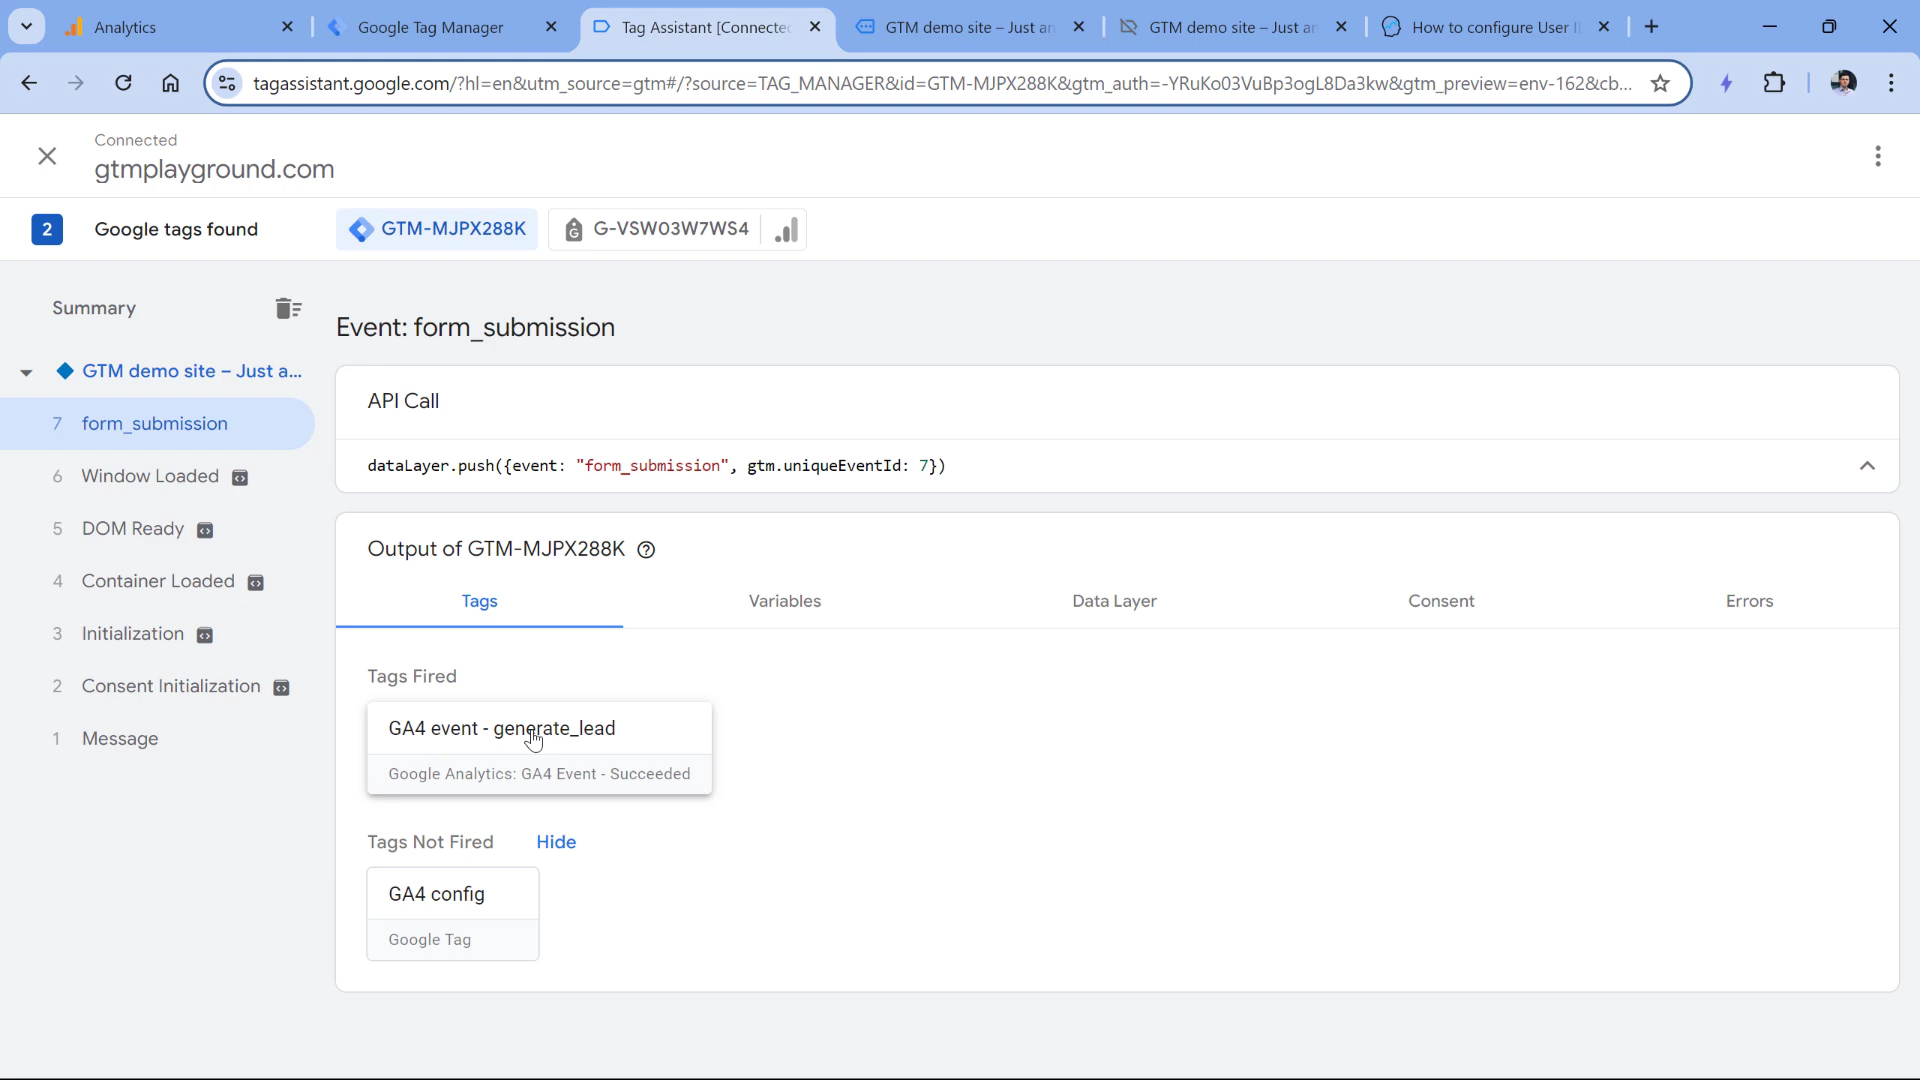 Analytics
Google Tag Manager
Tag Assistant [Connected
GTM demo site – Just an
GTM demo site – Just an
How to configure User I
tagassistant.google.com/?hl=en&utm_source=gtm#/?source=TAG_MANAGER&id=GTM-MJPX288K&gtm_auth=-YRuKo03VuBp3ogL8Da3kw&gtm_preview=env-162&cb...
Connected
gtmplayground.com
2
Google tags found
GTM-MJPX288K
G-VSW03W7WS4
Summary
GTM demo site – Just a...
7 form_submission
6 Window Loaded
5 DOM Ready
4 Container Loaded
3 Initialization
2 Consent Initialization
1 Message
Event: form_submission
API Call
dataLayer.push({event: "form_submission", gtm.uniqueEventId: 7})
Output of GTM-MJPX288K
Tags
Variables
Data Layer
Consent
Errors
Tags Fired
GA4 event - generate_lead
Google Analytics: GA4 Event - Succeeded
Tags Not Fired
Hide
GA4 config
Google Tag